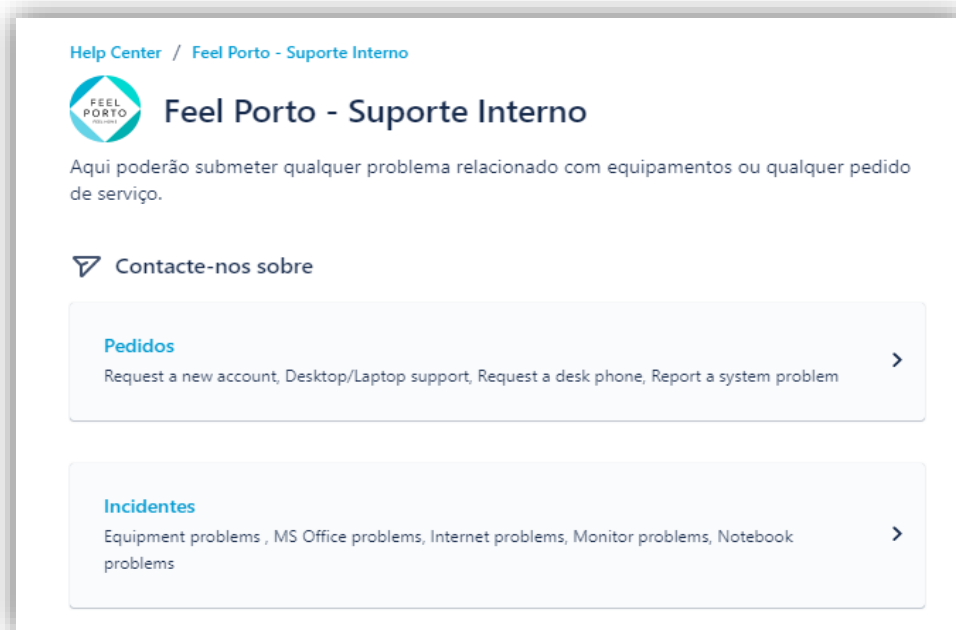 Help Center / Feel Porto - Suporte Interno
FEEL
PORTO
Feel Porto - Suporte Interno
Aqui poderão submeter qualquer problema relacionado com equipamentos ou qualquer pedido
de serviço.
Contacte-nos sobre
Pedidos
Request a new account, Desktop/Laptop support, Request a desk phone, Report a system problem
Incidentes
Equipment problems , MS Office problems, Internet problems, Monitor problems, Notebook
problems